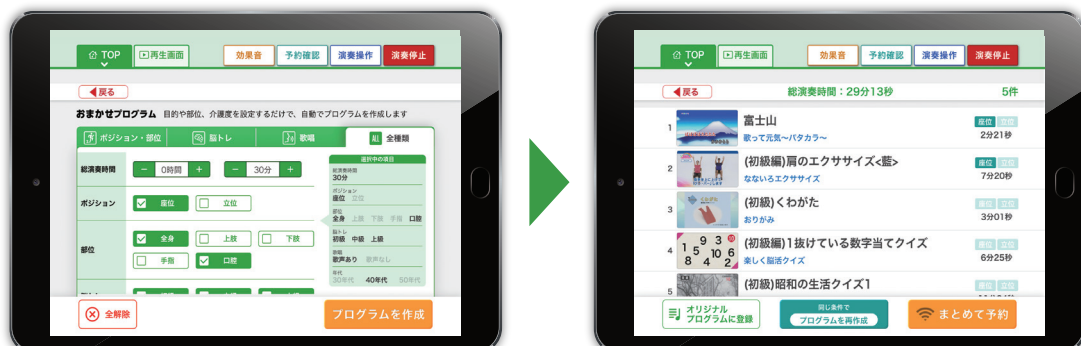 TOP
再生画面
効果音
予約確認
演奏操作
演奏停止
戻る
おまかせプログラム 目的や部位、介護度を設定するだけで、自動でプログラムを作成します
ポジション・部位
脳トレ
歌唱
ALL 全種類
総演奏時間
− 0時間 +
− 30分 +
ポジション
座位
立位
部位
全身
上肢
下肢
手指
口腔
選択中の項目
総演奏時間
30分
ポジション
座位 立位
部位
全身 上肢 下肢 手指 口腔
脳トレ
初級 中級 上級
歌唱
歌声あり 歌声なし
年代
30年代 40年代 50年代
全解除
プログラムを作成
TOP
再生画面
効果音
予約確認
演奏操作
演奏停止
戻る
総演奏時間:29分13秒
5件
1
富士山
歌って元気~パタカラ~
座位 立位
2分21秒
2
(初級編)肩のエクササイズ<藍>
なないろエクササイズ
座位 立位
7分20秒
3
(初級)くわがた
おりがみ
座位 立位
3分01秒
4
1 9 3 10
5 10 6
8 4 2
(初級編)1抜けている数字当てクイズ
楽しく脳活クイズ
座位 立位
6分25秒
5
(初級)昭和の生活クイズ1
座位 立位
オリジナル
プログラムに登録
同じ条件で
プログラムを再作成
まとめて予約